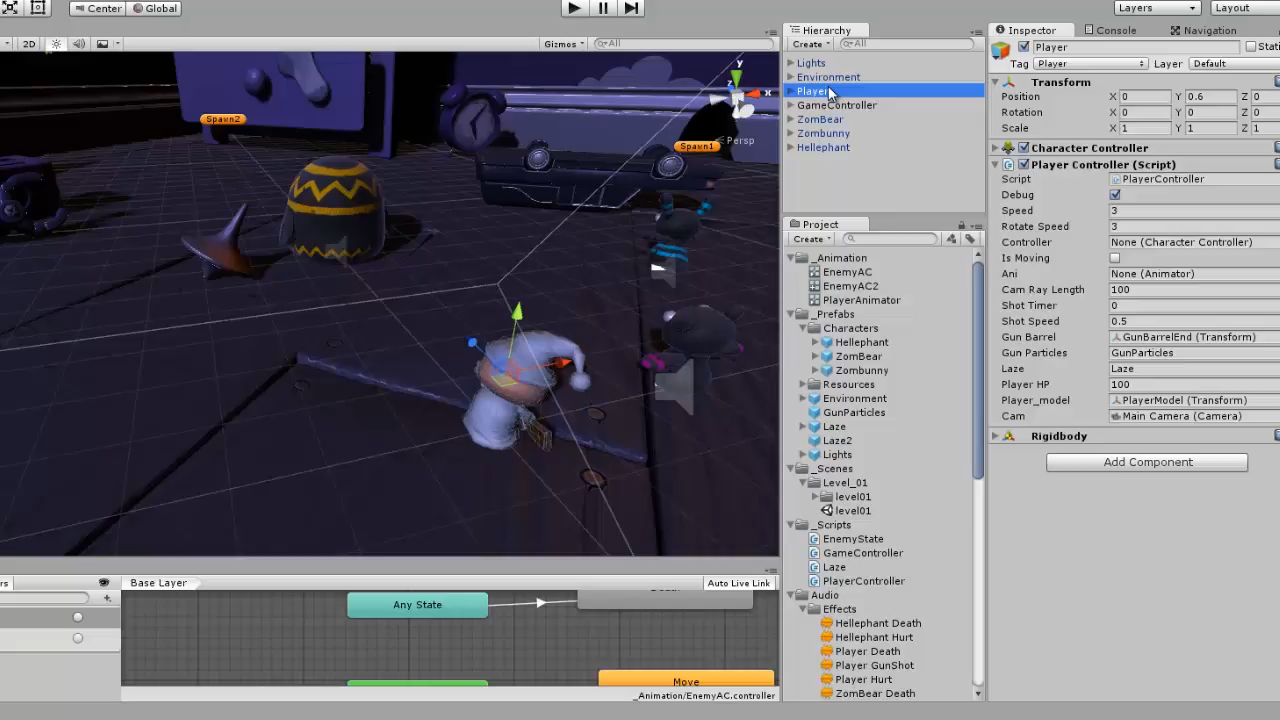 Center Global Layers Layout
2D Gizmos All
Spawn2
Spawn1
y
x
z
Persp
Hierarchy
Create All
Lights
Environment
Player
GameController
ZomBear
Zombunny
Hellephant
Project
Create
_Animation
EnemyAC
EnemyAC2
PlayerAnimator
_Prefabs
Characters
Hellephant
ZomBear
Zombunny
Resources
Environment
GunParticles
Laze
Laze2
Lights
_Scenes
Level_01
level01
level01
_Scripts
EnemyState
GameController
Laze
PlayerController
Audio
Effects
Hellephant Death
Hellephant Hurt
Player Death
Player GunShot
Player Hurt
ZomBear Death
Inspector Console Navigation
Player Stati
Tag Player Layer Default
Transform
Position X 0 Y 0.6 Z 0
Rotation X 0 Y 0 Z 0
Scale X 1 Y 1 Z 1
Character Controller
Player Controller (Script)
Script PlayerController
Debug
Speed 3
Rotate Speed 3
Controller None (Character Controller)
Is Moving
Ani None (Animator)
Cam Ray Length 100
Shot Timer 0
Shot Speed 0.5
Gun Barrel GunBarrelEnd (Transform)
Gun Particles GunParticles
Laze Laze
Player HP 100
Player_model PlayerModel (Transform)
Cam Main Camera (Camera)
Rigidbody
Add Component
rs Base Layer Auto Live Link
Any State
Death
Move
_Animation/EnemyAC.controller